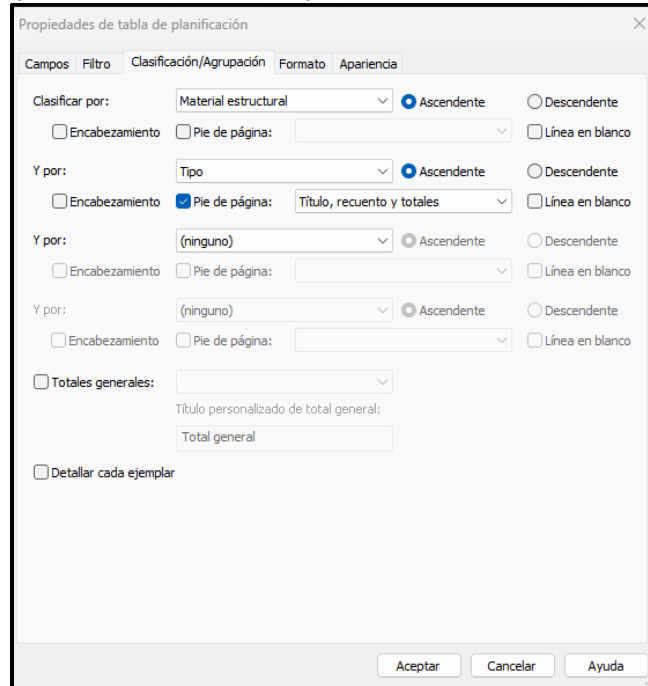 Propiedades de tabla de planificación
Campos Filtro Clasificación/Agrupación Formato Apariencia
Clasificar por: Material estructural Ascendente Descendente
Encabezamiento Pie de página: Línea en blanco
Y por: Tipo Ascendente Descendente
Encabezamiento Pie de página: Título, recuento y totales Línea en blanco
Y por: (ninguno) Ascendente Descendente
Encabezamiento Pie de página: Línea en blanco
Y por: (ninguno) Ascendente Descendente
Encabezamiento Pie de página: Línea en blanco
Totales generales:
Título personalizado de total general:
Total general
Detallar cada ejemplar
Aceptar Cancelar Ayuda